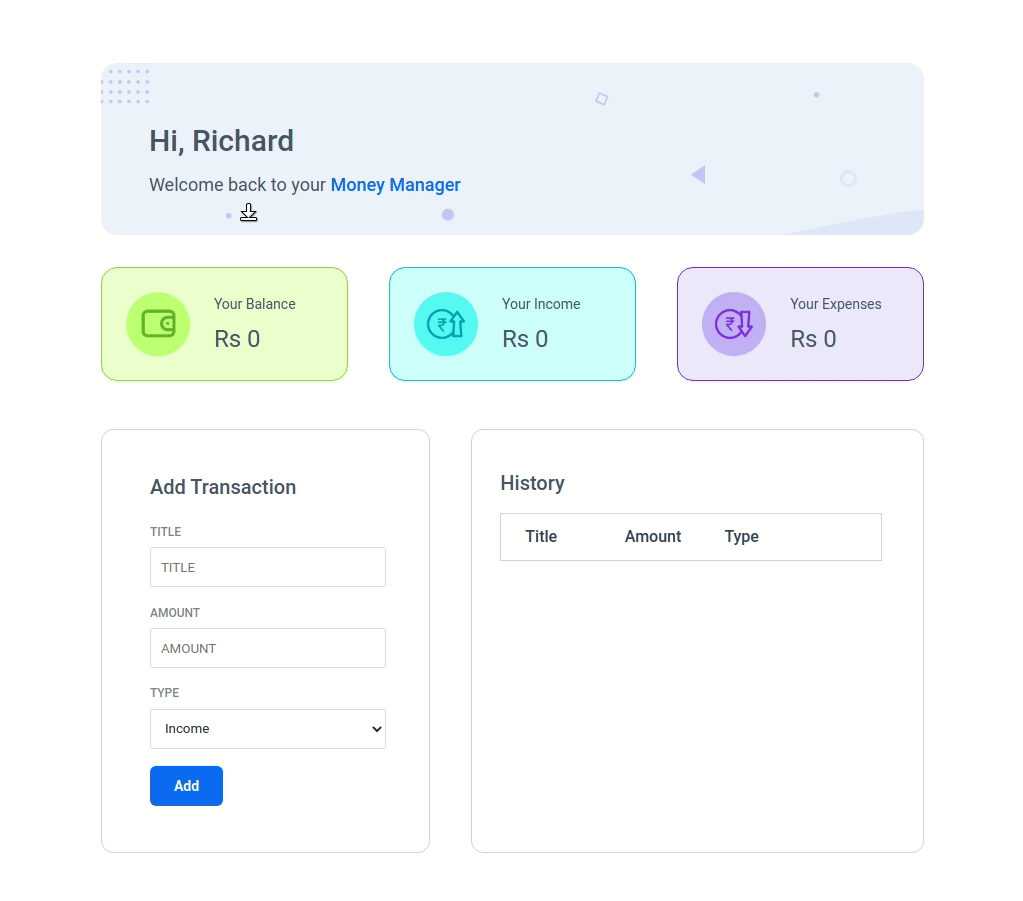 Hi, Richard
Welcome back to your Money Manager
Your Balance
Rs 0
Your Income
Rs 0
Your Expenses
Rs 0
Add Transaction
TITLE
TITLE
AMOUNT
AMOUNT
TYPE
Income
Add
History
Title Amount Type